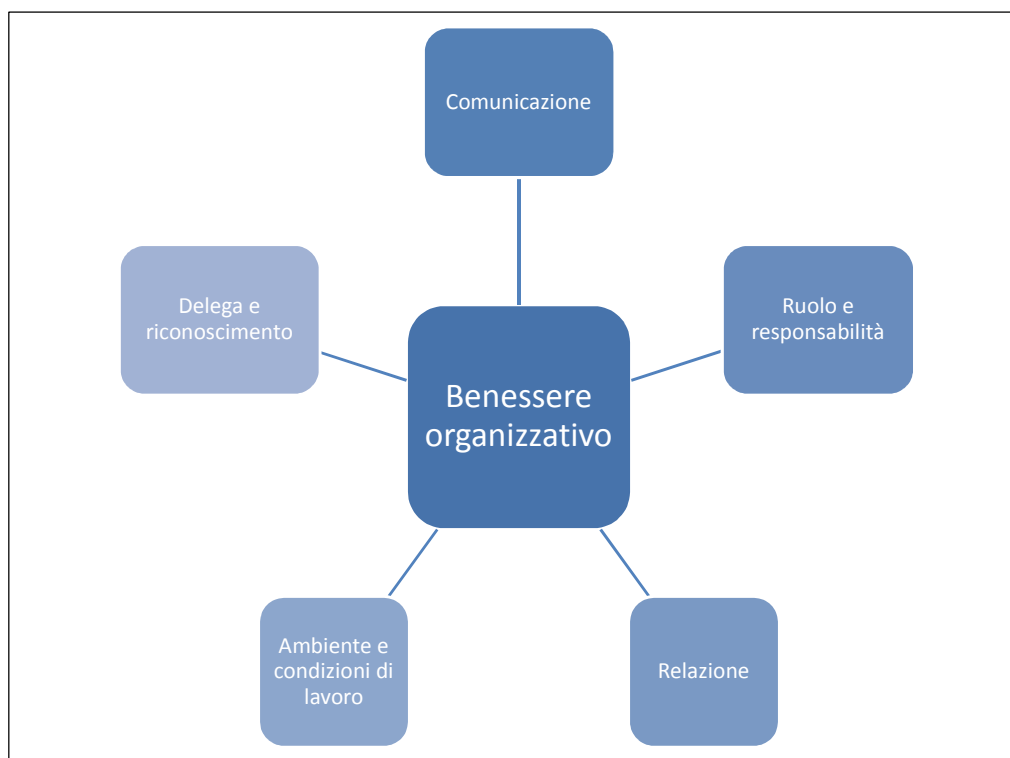 Comunicazione
Delega e
riconoscimento
Ruolo e
responsabilità
Benessere
organizzativo
Ambiente e
condizioni di
lavoro
Relazione